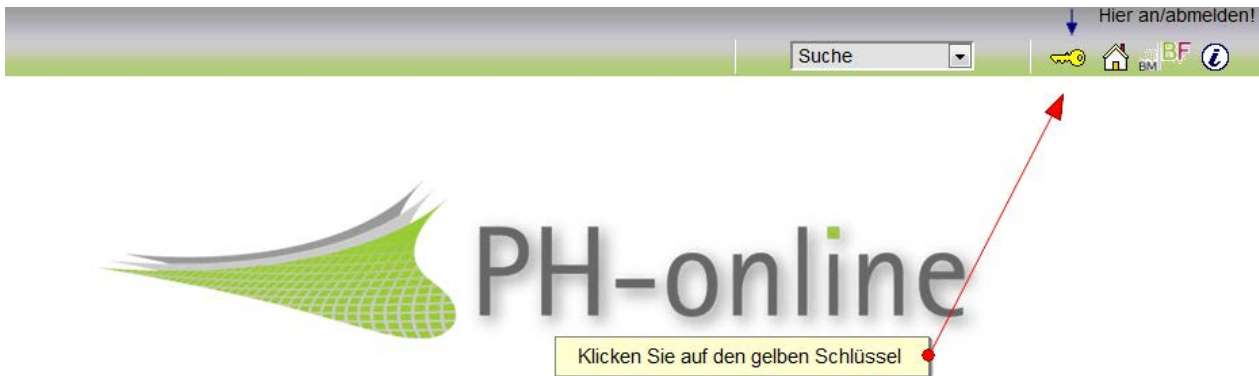 Hier an/abmelden!
Suche
BM BF i
PH-online
Klicken Sie auf den gelben Schlüssel